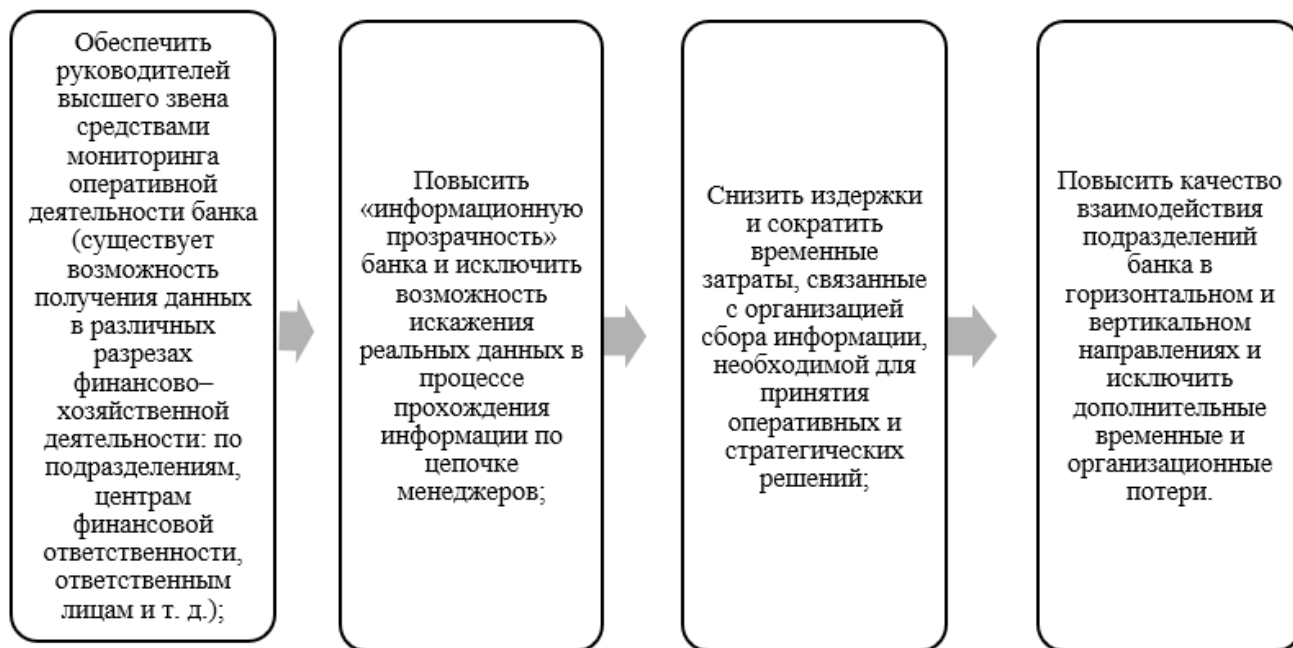 Обеспечить
руководителей
высшего звена
средствами
мониторинга
оперативной
деятельности банка
(существует
возможность
получения данных
в различных
разрезах
финансово–
хозяйственной
деятельности: по
подразделениям,
центрам
финансовой
ответственности,
ответственным
лицам и т. д.);
Повысить
«информационную
прозрачность»
банка и исключить
возможность
искажения
реальных данных в
процессе
прохождения
информации по
цепочке
менеджеров;
Снизить издержки
и сократить
временные
затраты, связанные
с организацией
сбора информации,
необходимой для
принятия
оперативных и
стратегических
решений;
Повысить качество
взаимодействия
подразделений
банка в
горизонтальном и
вертикальном
направлениях и
исключить
дополнительные
временные и
организационные
потери.